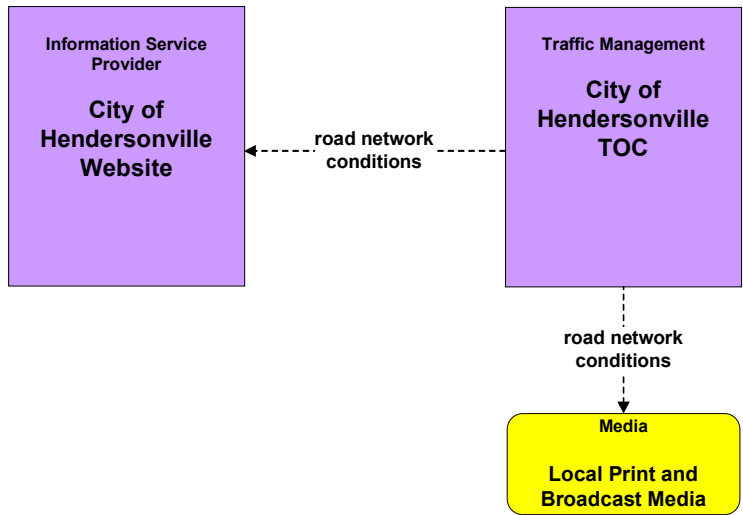 Information Service
Provider
City of
Hendersonville
Website
road network
conditions
Traffic Management
City of
Hendersonville
TOC
road network
conditions
Media
Local Print and
Broadcast Media